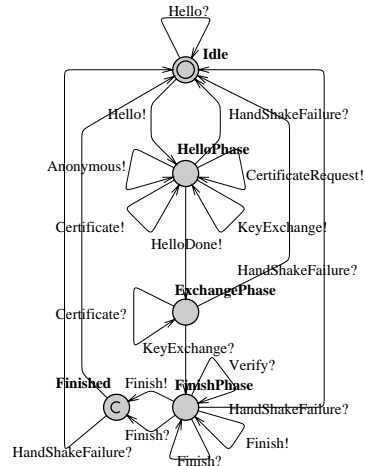 Hello?
Idle
Hello!
HandShakeFailure?
HelloPhase
Anonymous!
CertificateRequest!
Certificate!
KeyExchange!
HelloDone!
HandShakeFailure?
ExchangePhase
Certificate?
KeyExchange?
Verify?
Finished
Finish!
FinishPhase
C
HandShakeFailure?
Finish?
Finish!
HandShakeFailure?
Finish?